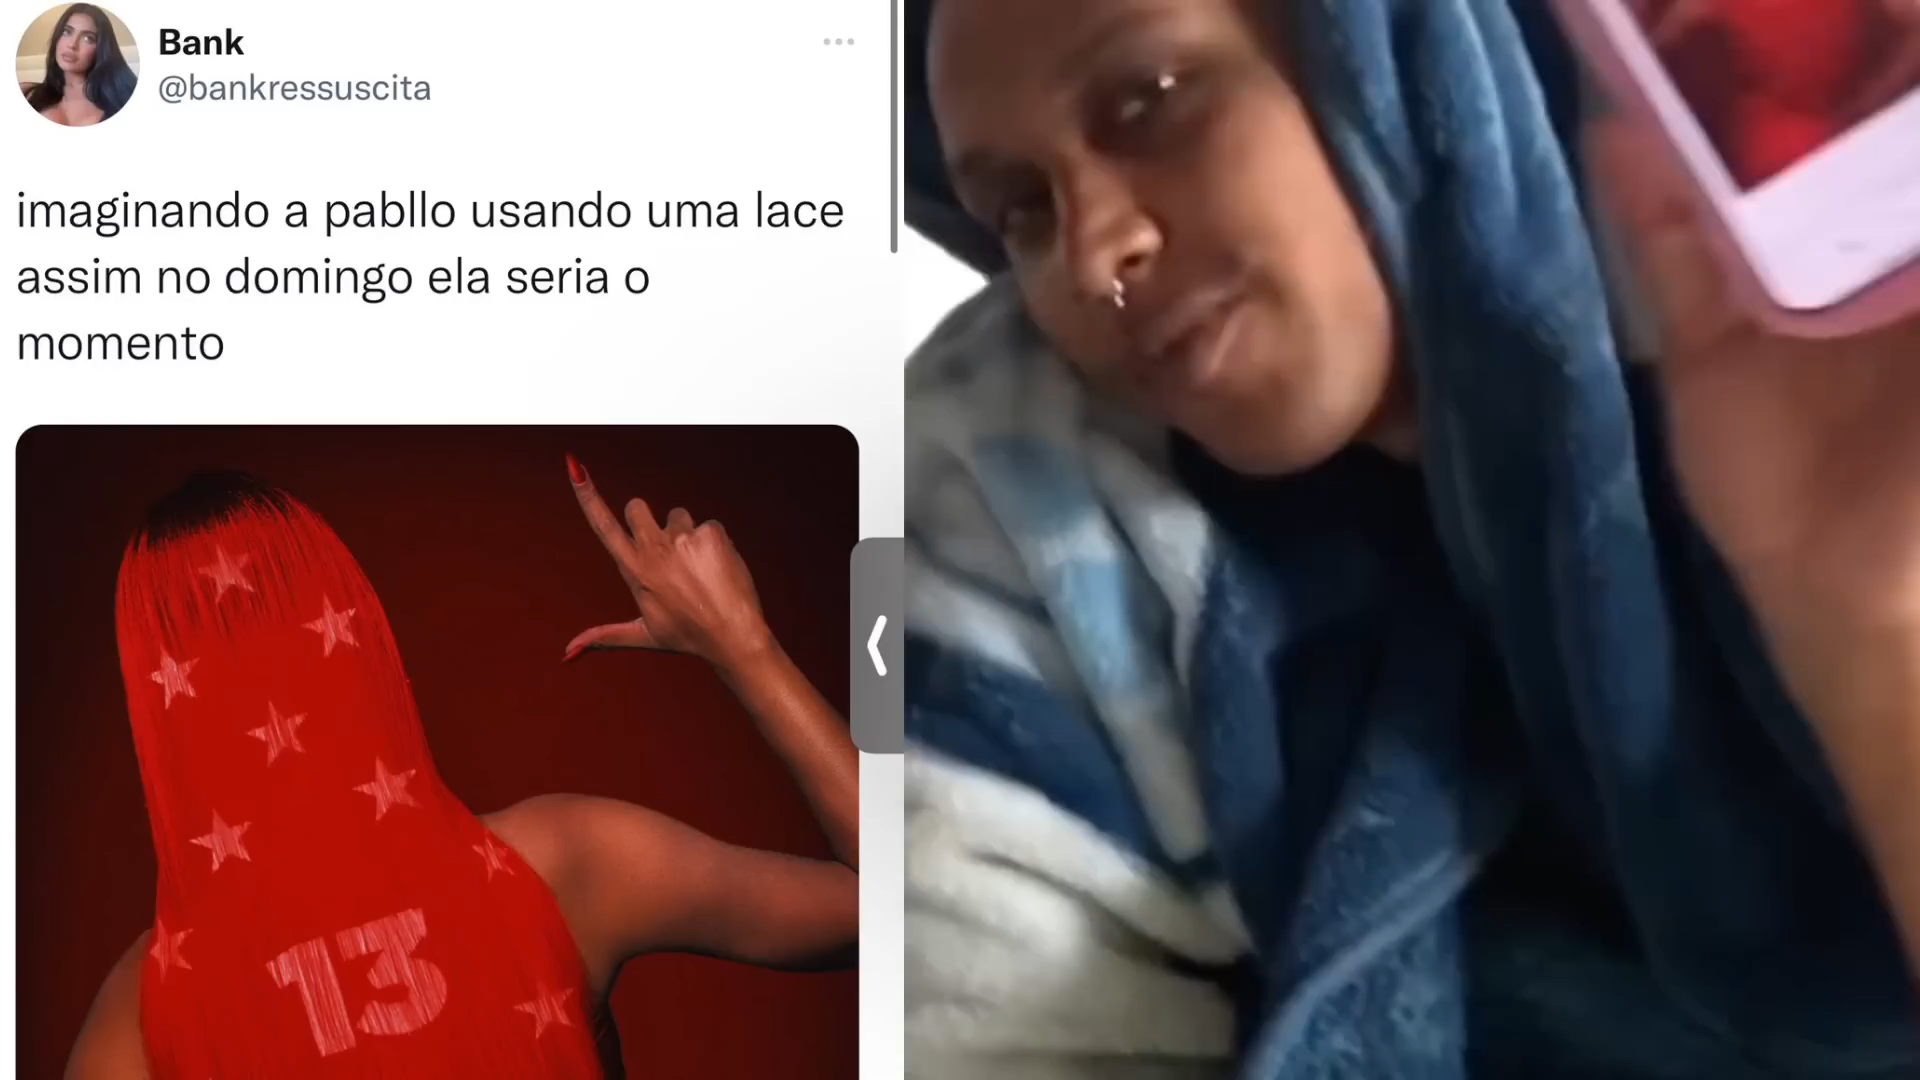 Bank
@bankressuscita
imaginando a pabllo usando uma lace
assim no domingo ela seria o
momento
13